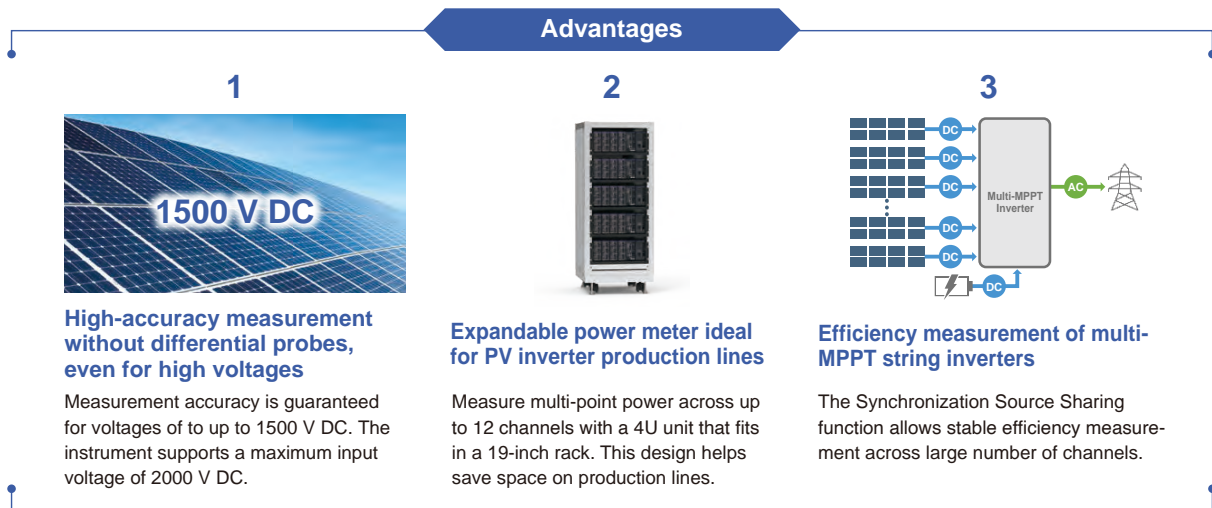 Advantages
1
1500 V DC
High-accuracy measurement
without differential probes,
even for high voltages
Measurement accuracy is guaranteed
for voltages of to up to 1500 V DC. The
instrument supports a maximum input
voltage of 2000 V DC.
2
Expandable power meter ideal
for PV inverter production lines
Measure multi-point power across up
to 12 channels with a 4U unit that fits
in a 19-inch rack. This design helps
save space on production lines.
3
DC
DC
DC
DC
DC
DC
Multi-MPPT
Inverter
AC
Efficiency measurement of multi-
MPPT string inverters
The Synchronization Source Sharing
function allows stable efficiency measure-
ment across large number of channels.